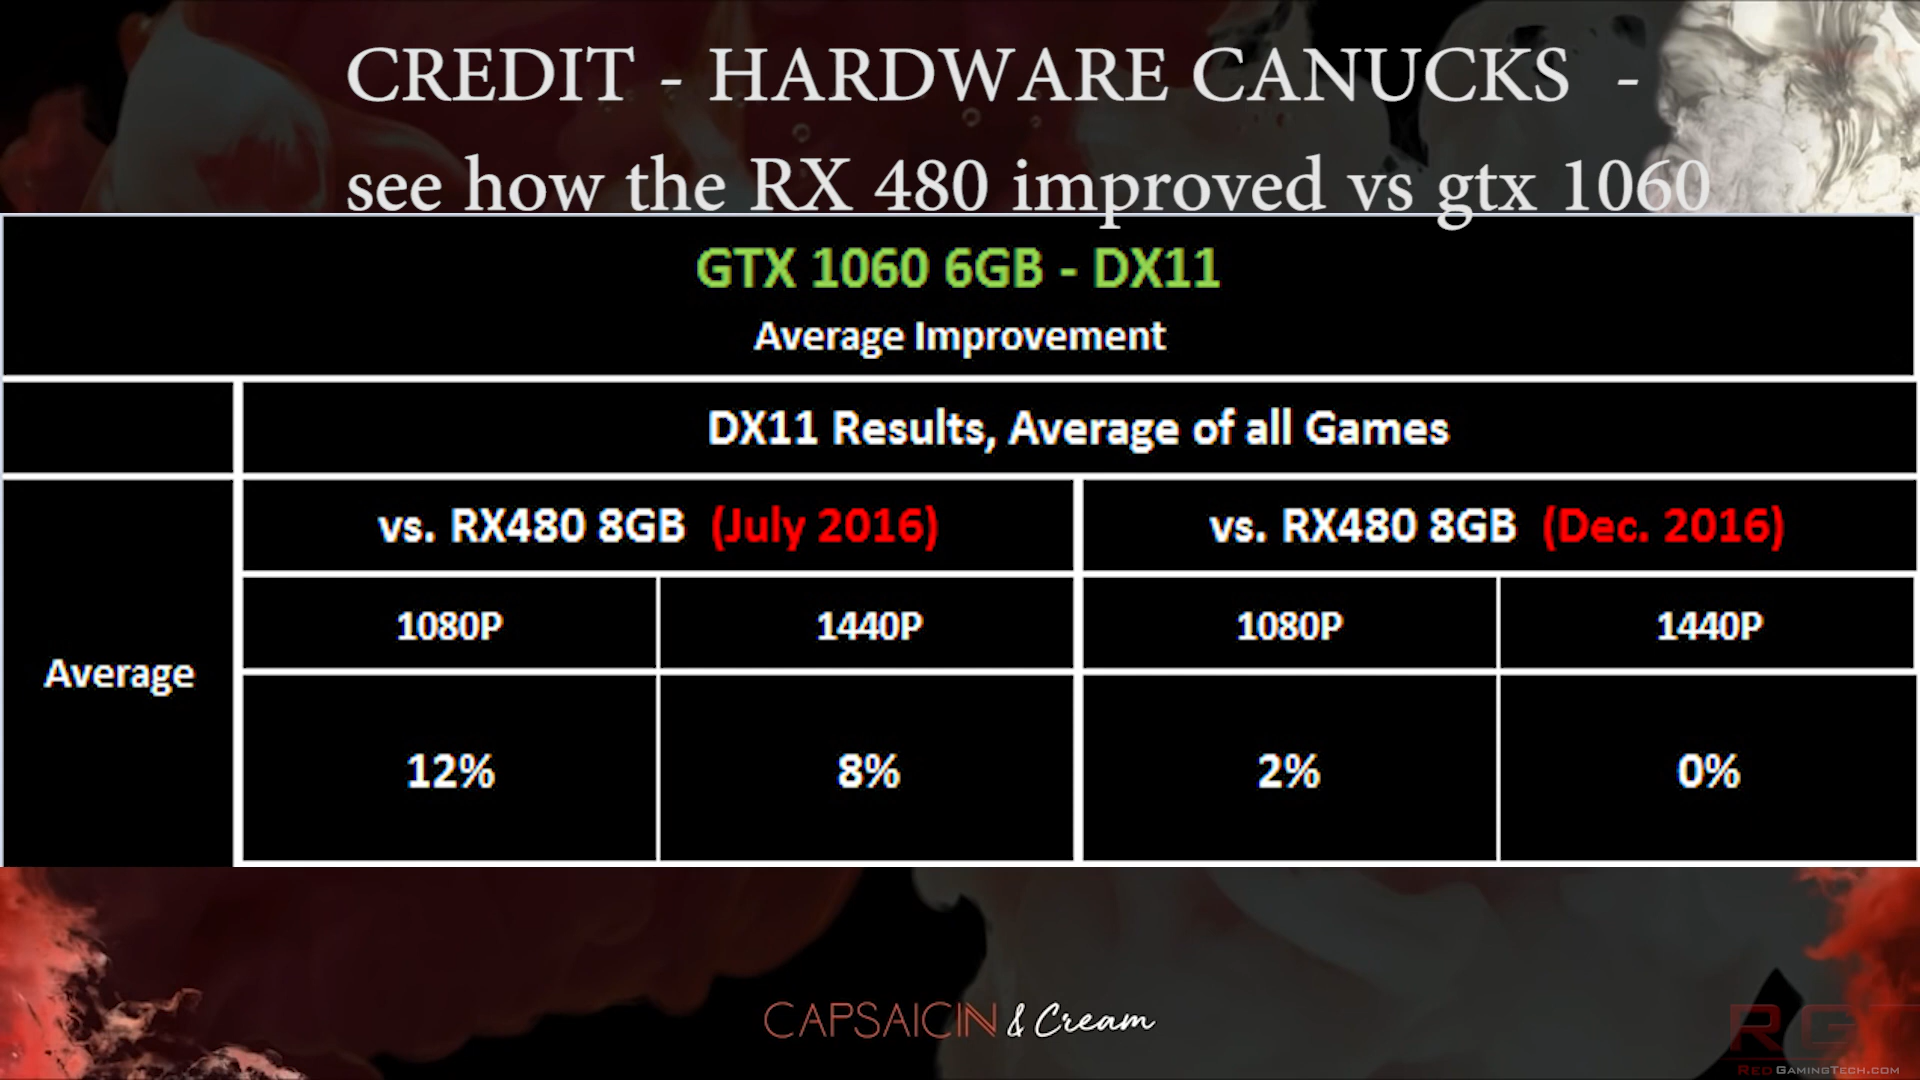 CREDIT - HARDWARE CANUCKS -
see how the RX 480 improved vs gtx 1060
GTX 1060 6GB - DX11
Average Improvement
DX11 Results, Average of all Games
Average
vs. RX480 8GB (July 2016)
vs. RX480 8GB (Dec. 2016)
1080P
1440P
1080P
1440P
12%
8%
2%
0%
CAPSAICIN & Cream
RG
RED GAMINGTECH.COM